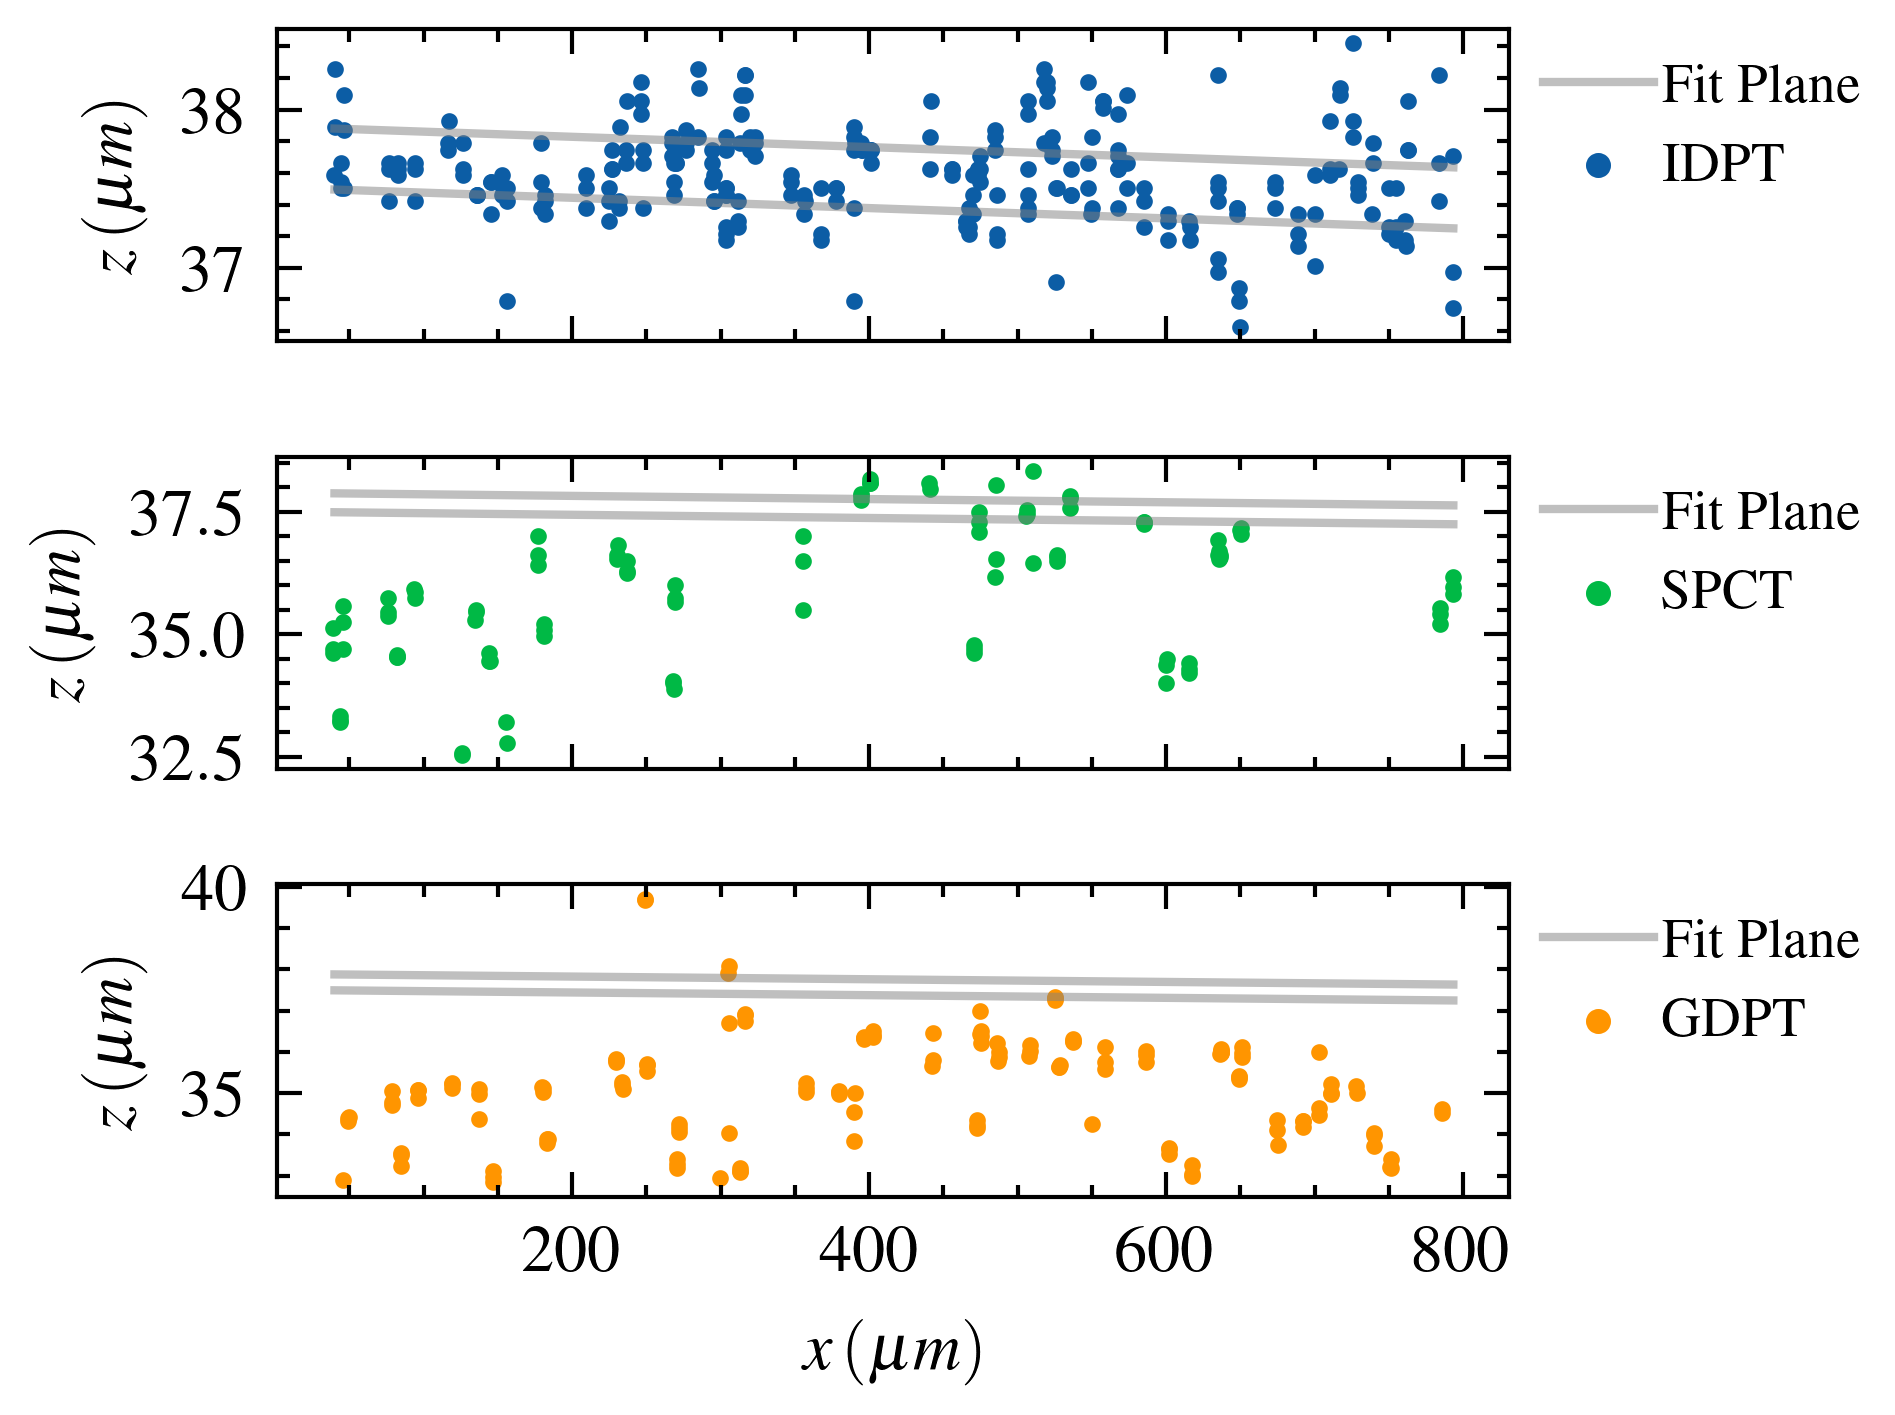 38
37
z (μm)
Fit Plane
IDPT
37.5
35.0
32.5
z (μm)
Fit Plane
SPCT
40
35
z (μm)
Fit Plane
GDPT
200 400 600 800
x (μm)